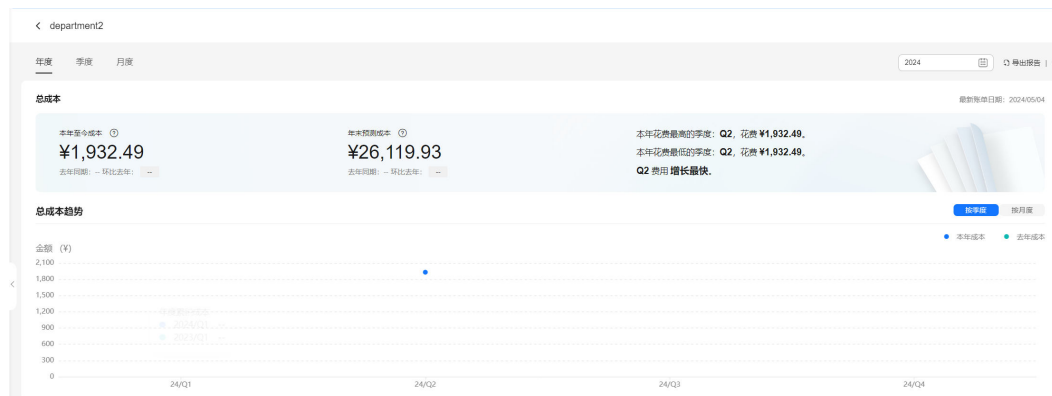 department2
年度 季度 月度 2024 导出报告
总成本 最新账单日期：2024/05/04
本年至今成本 年末预测成本 本年花费最高的季度：Q2，花费 ¥1,932.49。
¥1,932.49 ¥26,119.93 本年花费最低的季度：Q2，花费 ¥1,932.49。
去年同期：-- 环比去年： -- 去年同期：-- 环比去年： -- Q2 费用 增长最快。
总成本趋势 按季度 按月度
本年成本 去年成本
金额（¥）
2,100
1,800
1,500
1,200
900
600
300
0
24/Q1 24/Q2 24/Q3 24/Q4